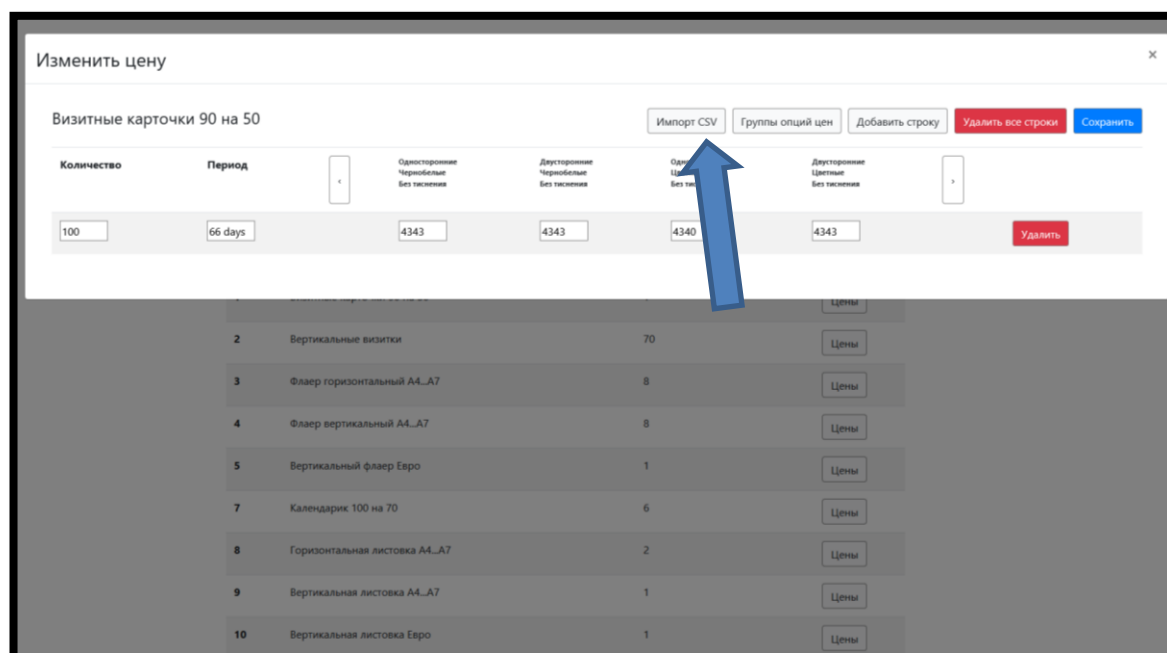 Изменить цену
×
Визитные карточки 90 на 50
Импорт CSV
Группы опций цен
Добавить строку
Удалить все строки
Сохранить
Количество
Период
‹
Односторонние
Чернобелые
Без тиснения
Двусторонние
Чернобелые
Без тиснения
Двусторонние
Цветные
Без тиснения
›
100
66 days
4343
4343
4340
4343
Удалить
Цены
2 Вертикальные визитки 70 Цены
3 Флаер горизонтальный А4...А7 8 Цены
4 Флаер вертикальный А4...А7 8 Цены
5 Вертикальный флаер Евро 1 Цены
7 Календарик 100 на 70 6 Цены
8 Горизонтальная листовка А4...А7 2 Цены
9 Вертикальная листовка А4...А7 1 Цены
10 Вертикальная листовка Евро 1 Цены